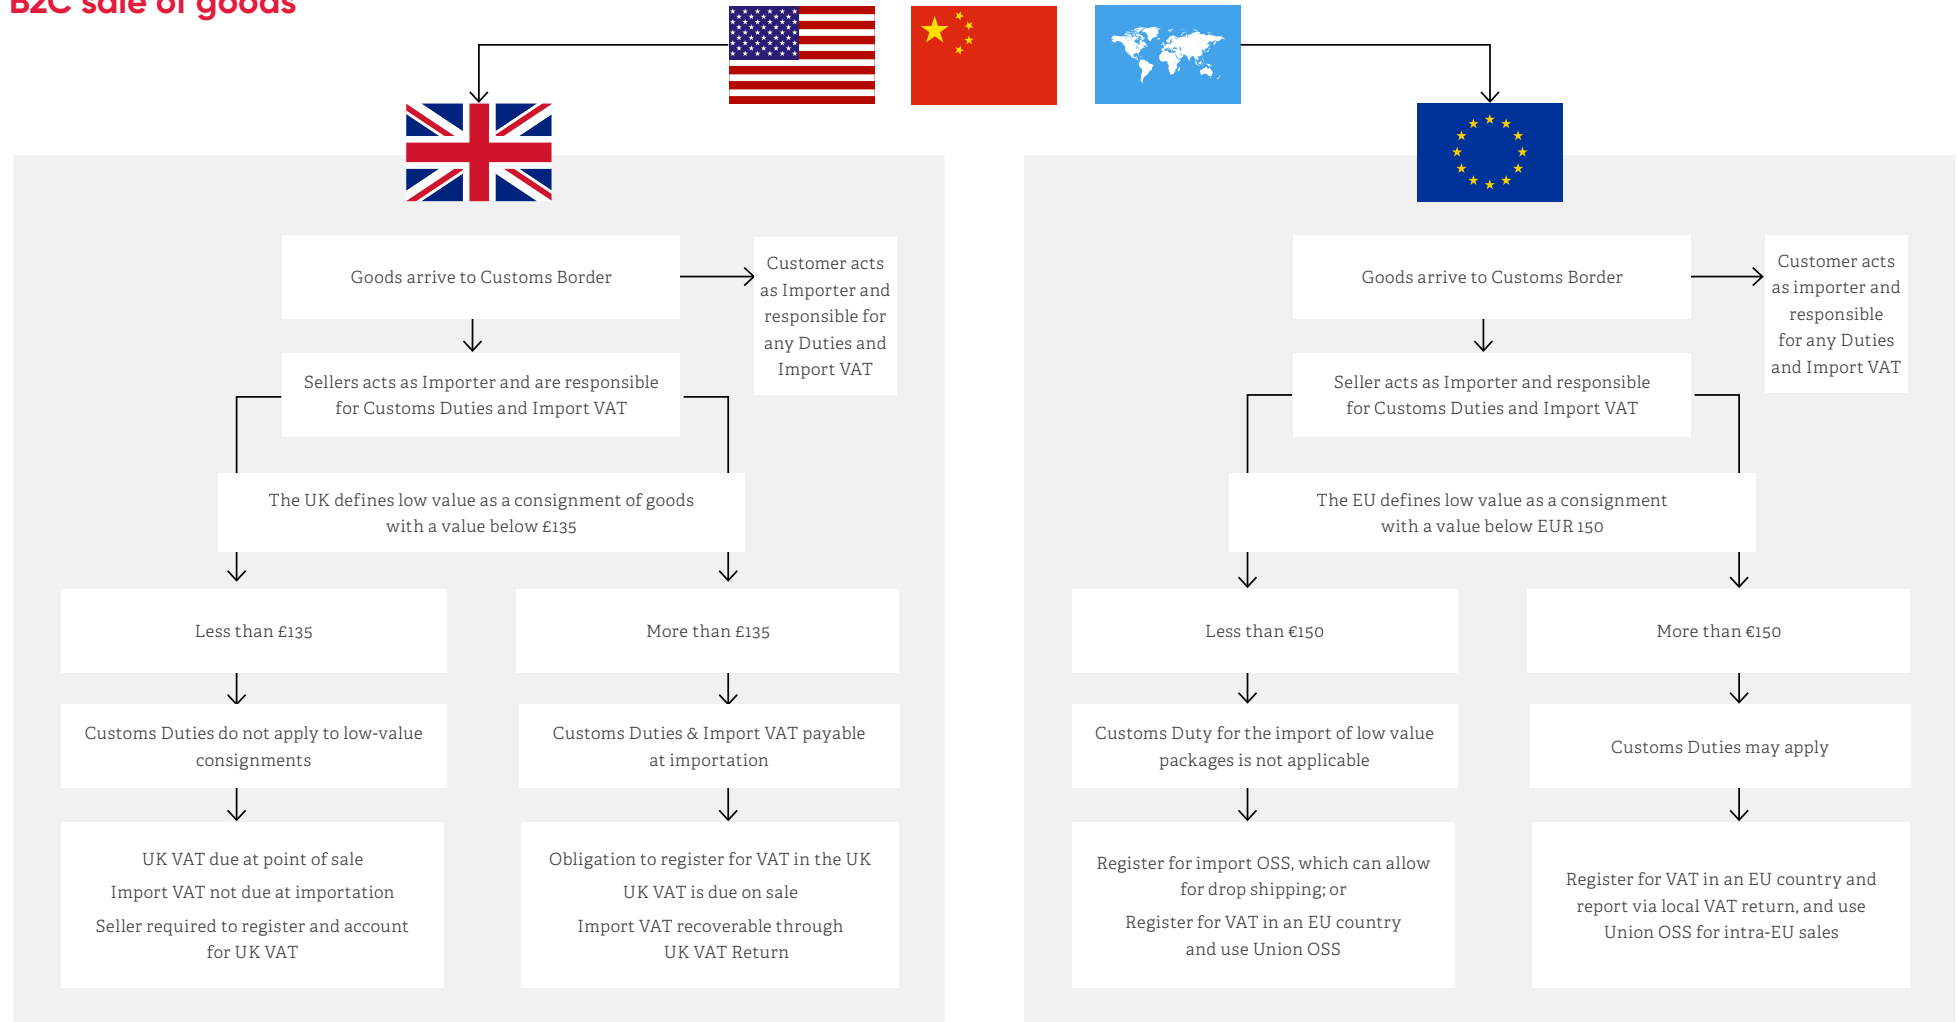 B2C sale of goods
Goods arrive to Customs Border
Customer acts
as Importer and
responsible for
any Duties and
Import VAT
Sellers acts as Importer and are responsible
for Customs Duties and Import VAT
The UK defines low value as a consignment of goods
with a value below £135
Less than £135
More than £135
Customs Duties do not apply to low-value
consignments
Customs Duties & Import VAT payable
at importation
UK VAT due at point of sale
Import VAT not due at importation
Seller required to register and account
for UK VAT
Obligation to register for VAT in the UK
UK VAT is due on sale
Import VAT recoverable through
UK VAT Return
Goods arrive to Customs Border
Customer acts
as importer and
responsible
for any Duties
and Import VAT
Seller acts as Importer and responsible
for Customs Duties and Import VAT
The EU defines low value as a consignment
with a value below EUR 150
Less than €150
More than €150
Customs Duty for the import of low value
packages is not applicable
Customs Duties may apply
Register for import OSS, which can allow
for drop shipping; or
Register for VAT in an EU country
and use Union OSS
Register for VAT in an EU country and
report via local VAT return, and use
Union OSS for intra-EU sales